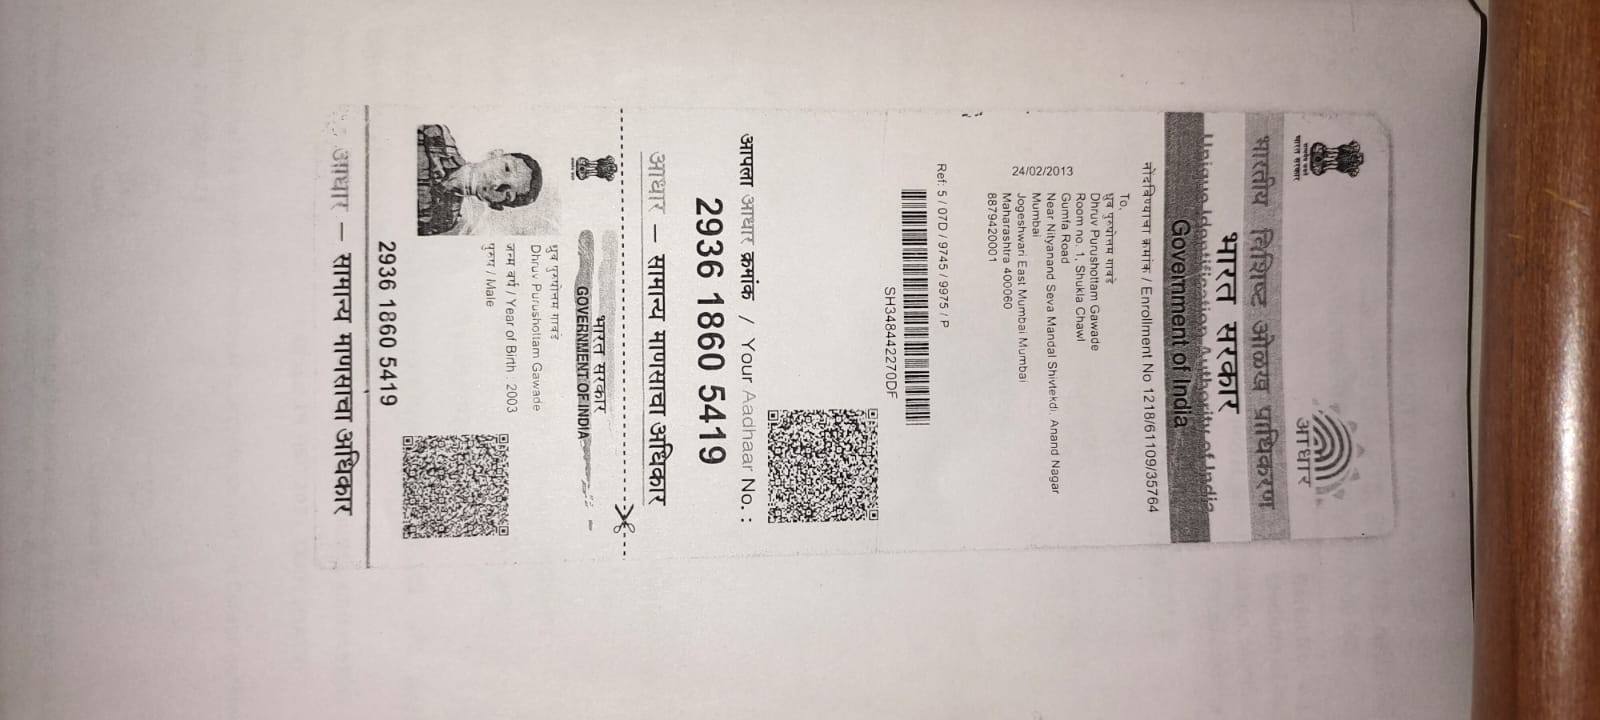 भारत सरकार
आधार
भारतीय विशिष्ट ओळख प्राधिकरण
भारत सरकार
Unique Identification Authority of India
Government of India
नोंदविण्याचा क्रमांक / Enrollment No 1218/61109/35764
To,
ध्रुव पुरुषोत्तम गावडे
Dhruv Purushottam Gawade
Room no. 1, Shukla Chawl
Gumfa Road
Near Nityanand Seva Mandal Shivtekdi, Anand Nagar
Mumbai
Jogeshwari East Mumbai Mumbai
Maharashtra 400060
8879420001
24/02/2013
Ref: 5 / 07D / 9745 / 9975 / P
SH348442270DF
आपला आधार क्रमांक / Your Aadhaar No. :
2936 1860 5419
आधार – सामान्य माणसाचा अधिकार
भारत सरकार
GOVERNMENT OF INDIA
ध्रुव पुरुषोत्तम गावडे
Dhruv Purushottam Gawade
जन्म वर्ष / Year of Birth : 2003
पुरुष / Male
2936 1860 5419
आधार – सामान्य माणसाचा अधिकार